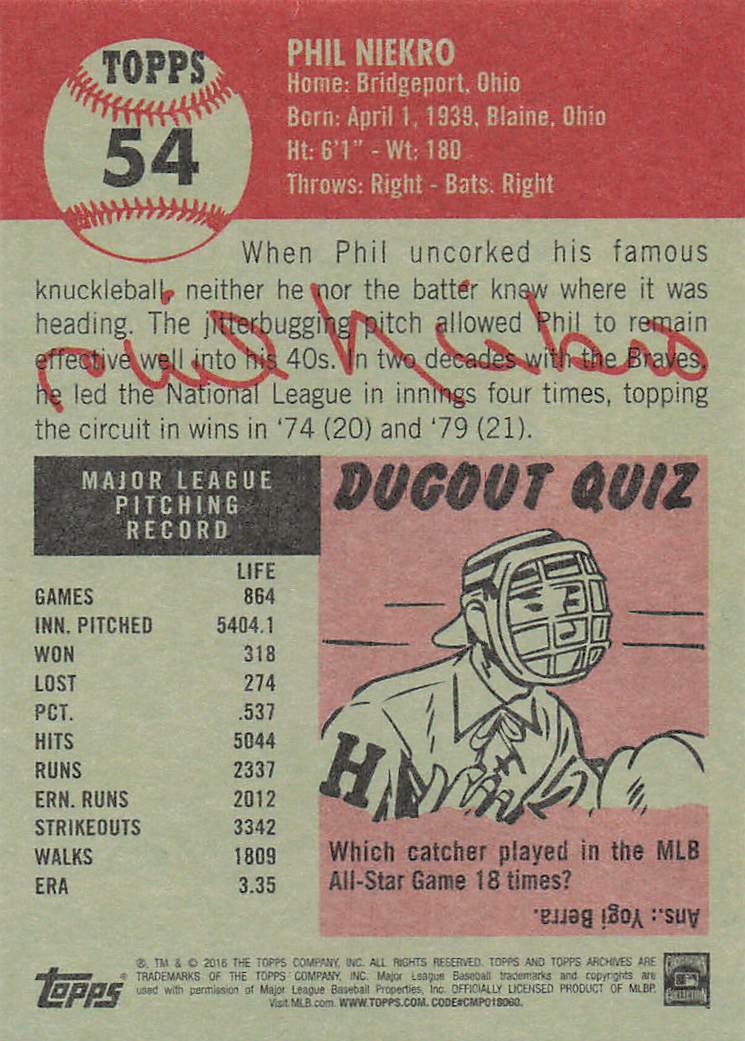 TOPPS
54
PHIL NIEKRO
Home: Bridgeport, Ohio
Born: April 1, 1939, Blaine, Ohio
Ht: 6'1" - Wt: 180
Throws: Right - Bats: Right
When Phil uncorked his famous
knuckleball, neither he nor the batter knew where it was
heading. The jitterbugging pitch allowed Phil to remain
effective well into his 40s. In two decades with the Braves,
he led the National League in innings four times, topping
the circuit in wins in '74 (20) and '79 (21).
Phil Niekro
MAJOR LEAGUE
PITCHING
RECORD
LIFE
GAMES 864
INN. PITCHED 5404.1
WON 318
LOST 274
PCT. .537
HITS 5044
RUNS 2337
ERN. RUNS 2012
STRIKEOUTS 3342
WALKS 1809
ERA 3.35
DUGOUT QUIZ
H
Which catcher played in the MLB
All-Star Game 18 times?
Ans.: Yogi Berra.
topps®
®, TM & © 2016 THE TOPPS COMPANY, INC. ALL RIGHTS RESERVED. TOPPS AND TOPPS ARCHIVES ARE
TRADEMARKS OF THE TOPPS COMPANY, INC. Major League Baseball trademarks and copyrights are
used with permission of Major League Baseball Properties, Inc. OFFICIALLY LICENSED PRODUCT OF MLBP.
Visit MLB.com. WWW.TOPPS.COM. CODE#CMP018060.